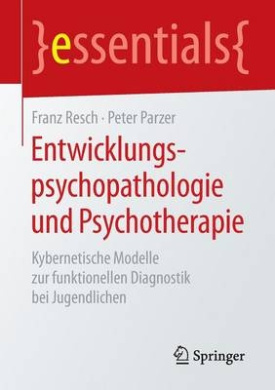 }essentials{
Franz Resch · Peter Parzer
Entwicklungs-
psychopathologie
und Psychotherapie
Kybernetische Modelle
zur funktionellen Diagnostik
bei Jugendlichen
Springer